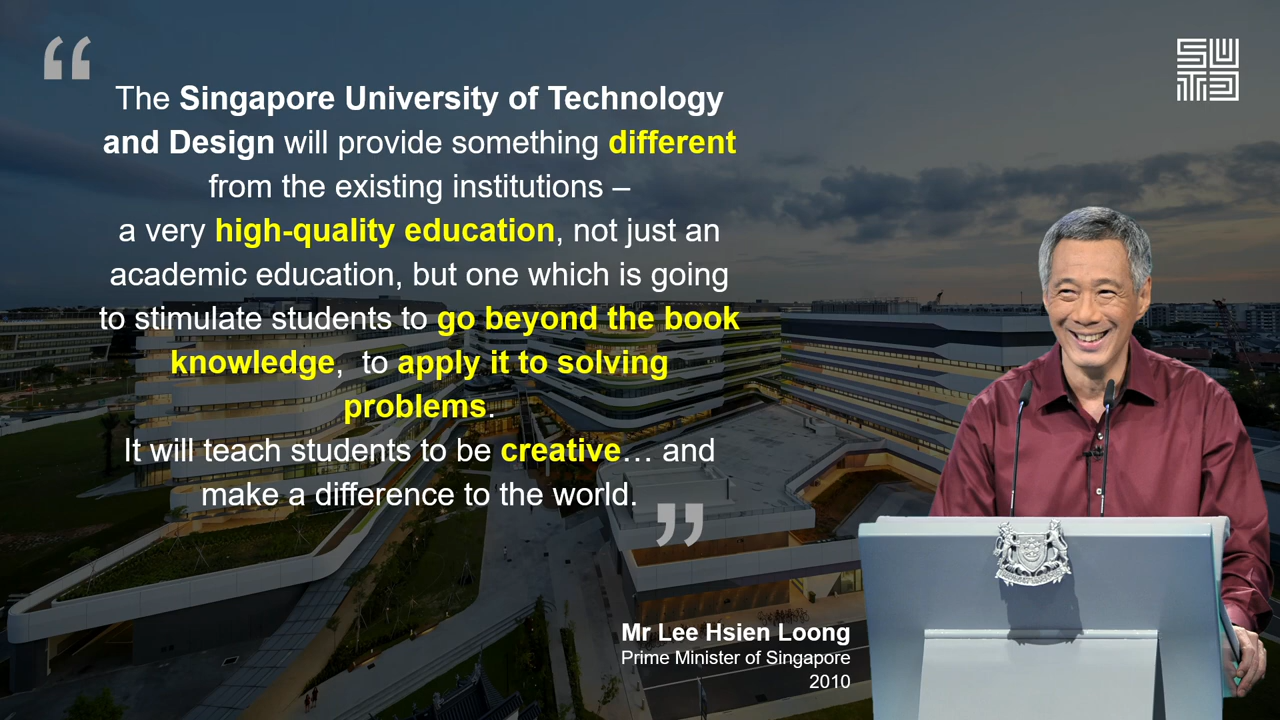 “
SUTD
The Singapore University of Technology
and Design will provide something different
from the existing institutions –
a very high-quality education, not just an
academic education, but one which is going
to stimulate students to go beyond the book
knowledge, to apply it to solving
problems.
It will teach students to be creative… and
make a difference to the world.
”
Mr Lee Hsien Loong
Prime Minister of Singapore
2010